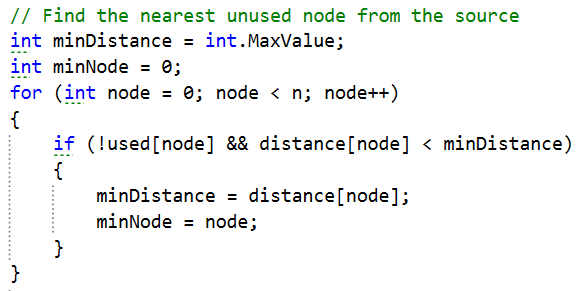 // Find the nearest unused node from the source
int minDistance = int.MaxValue;
int minNode = 0;
for (int node = 0; node < n; node++)
{
    if (!used[node] && distance[node] < minDistance)
    {
        minDistance = distance[node];
        minNode = node;
    }
}